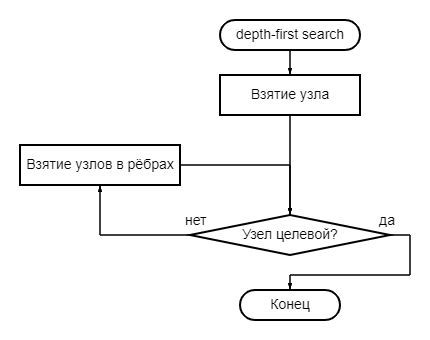 depth-first search
Взятие узла
Взятие узлов в рёбрах
нет
да
Узел целевой?
Конец